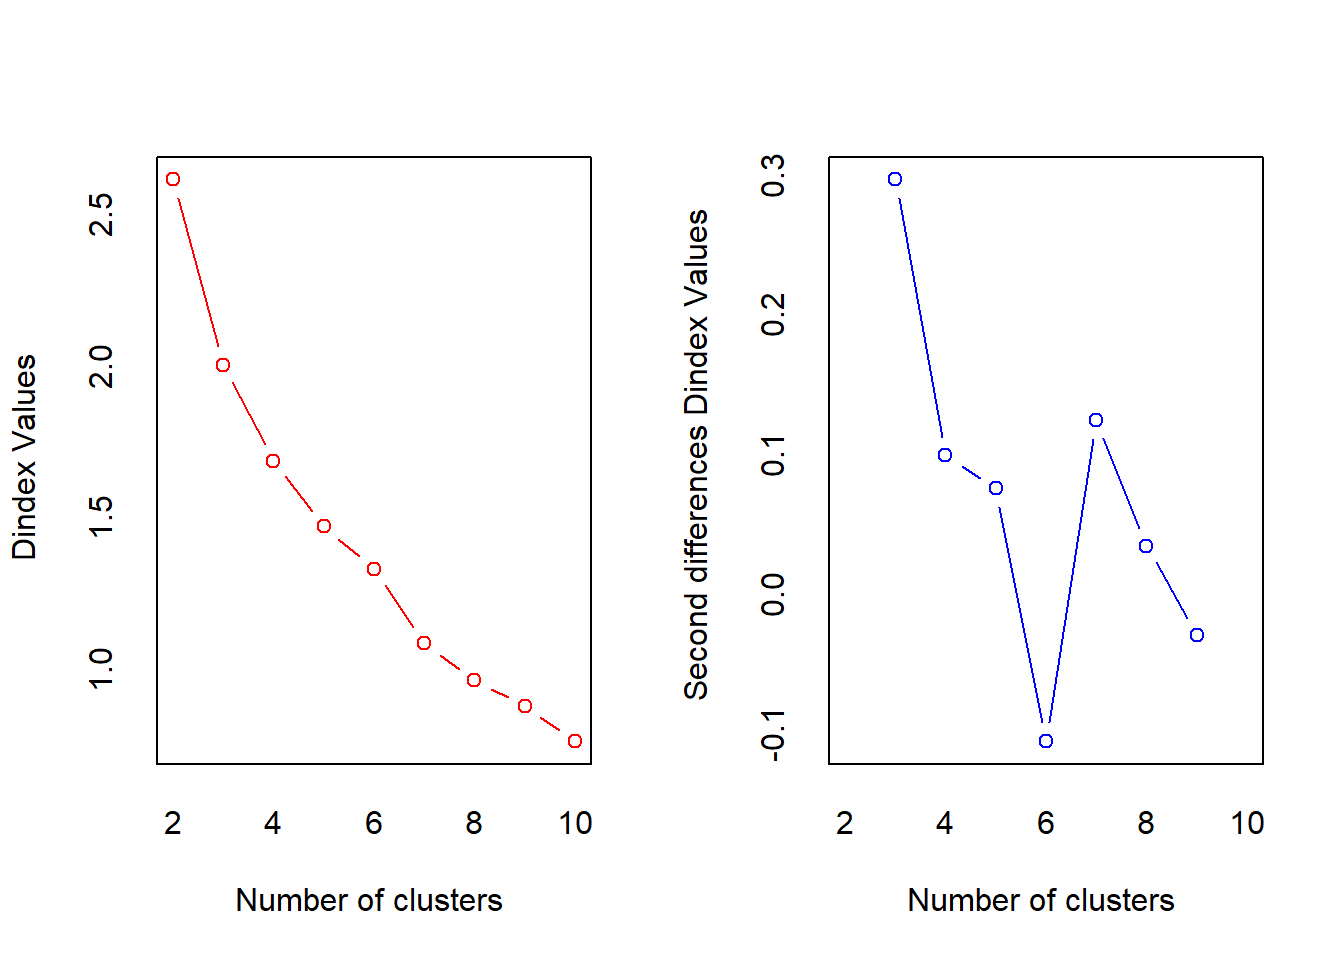 Dindex Values
2.5
2.0
1.5
1.0
2 4 6 8 10
Number of clusters
Second differences Dindex Values
0.3
0.2
0.1
0.0
-0.1
2 4 6 8 10
Number of clusters